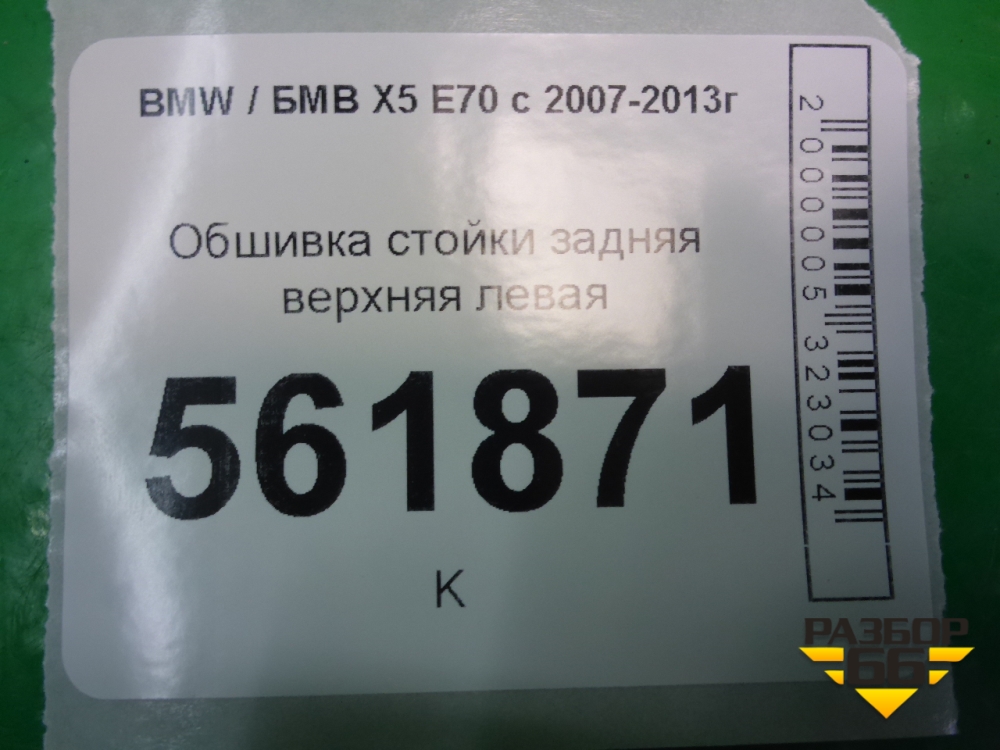 BMW / БМВ X5 E70 с 2007-2013г
Обшивка стойки задняя
верхняя левая
561871
К
2000005323034
РАЗБОР
66